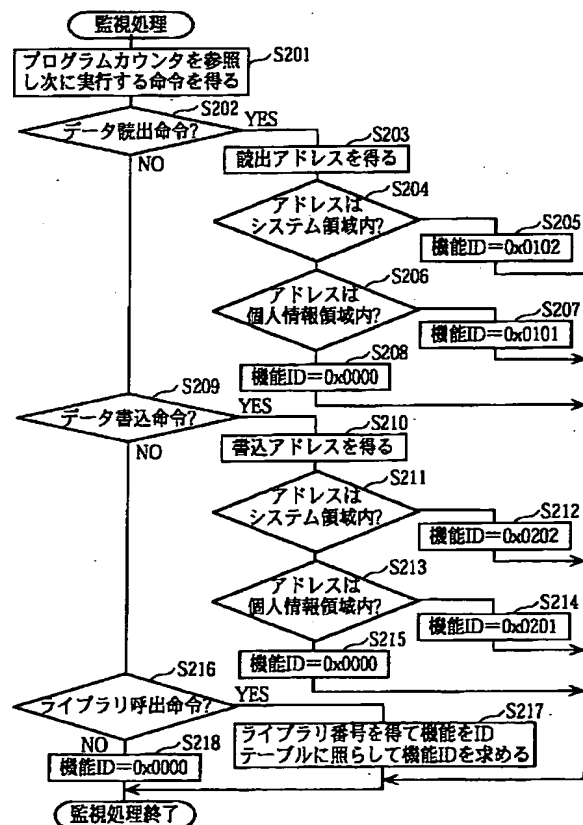 監視処理
プログラムカウンタを参照
し次に実行する命令を得る
S201
S202
データ読出命令?
YES
NO
S203
読出アドレスを得る
S204
アドレスは
システム領域内?
S205
機能ID=0x0102
S206
アドレスは
個人情報領域内?
S207
機能ID=0x0101
S208
機能ID=0x0000
S209
データ書込命令?
YES
NO
S210
書込アドレスを得る
S211
アドレスは
システム領域内?
S212
機能ID=0x0202
S213
アドレスは
個人情報領域内?
S214
機能ID=0x0201
S215
機能ID=0x0000
S216
ライブラリ呼出命令?
YES
NO
S217
ライブラリ番号を得て機能をID
テーブルに照らして機能IDを求める
S218
機能ID=0x0000
監視処理終了